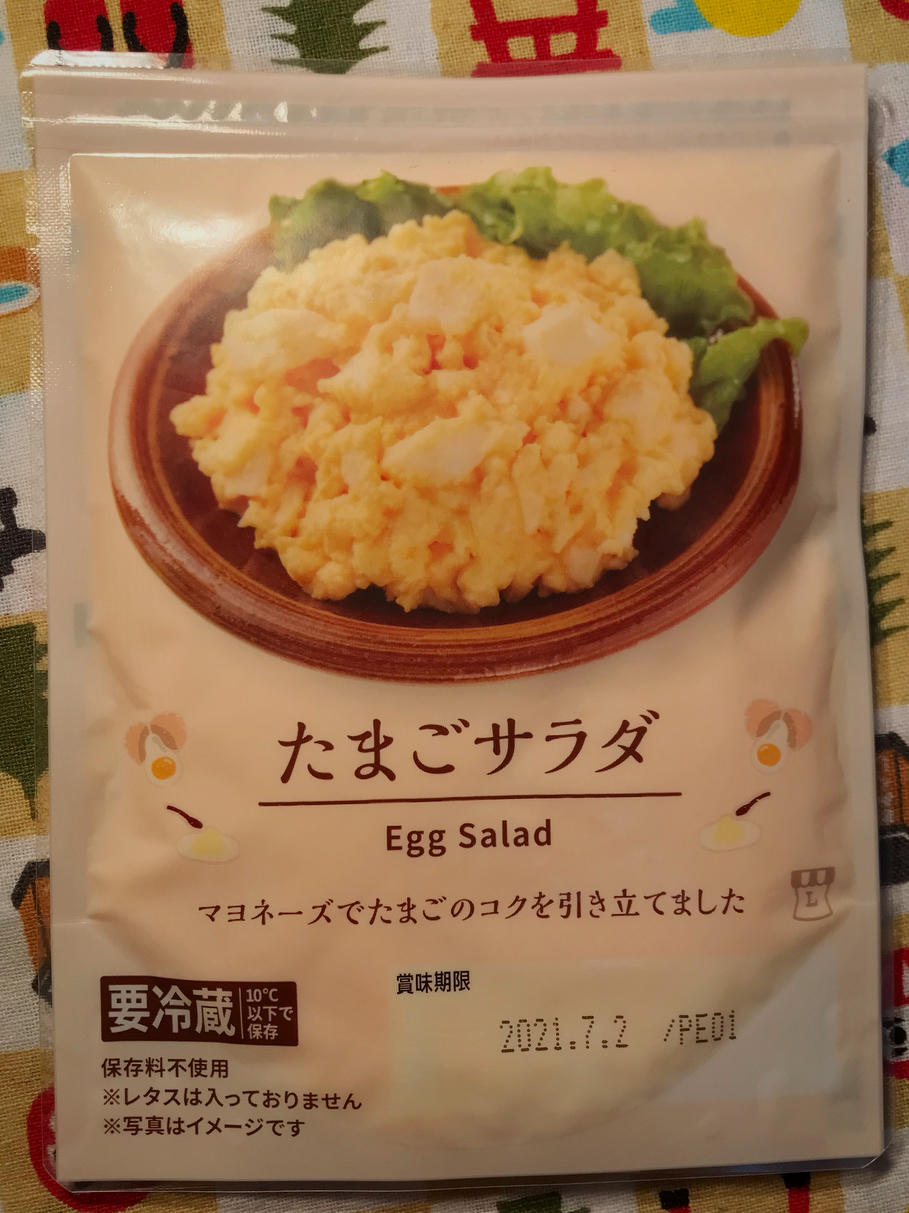 たまごサラダ
Egg Salad
マヨネーズでたまごのコクを引き立てました
L
要冷蔵
10℃
以下で
保存
賞味期限
2021.7.2 /PE01
保存料不使用
※レタスは入っておりません
※写真はイメージです